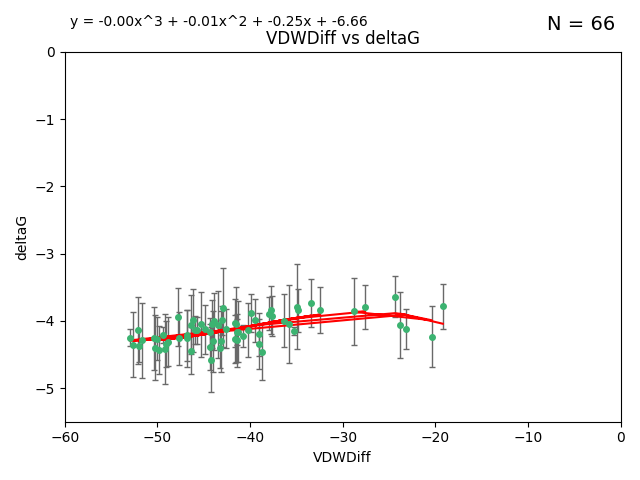 y = -0.00x^3 + -0.01x^2 + -0.25x + -6.66
N = 66
VDWDiff vs deltaG
0
−1
−2
−3
−4
−5
deltaG
−60
−50
−40
−30
−20
−10
0
VDWDiff